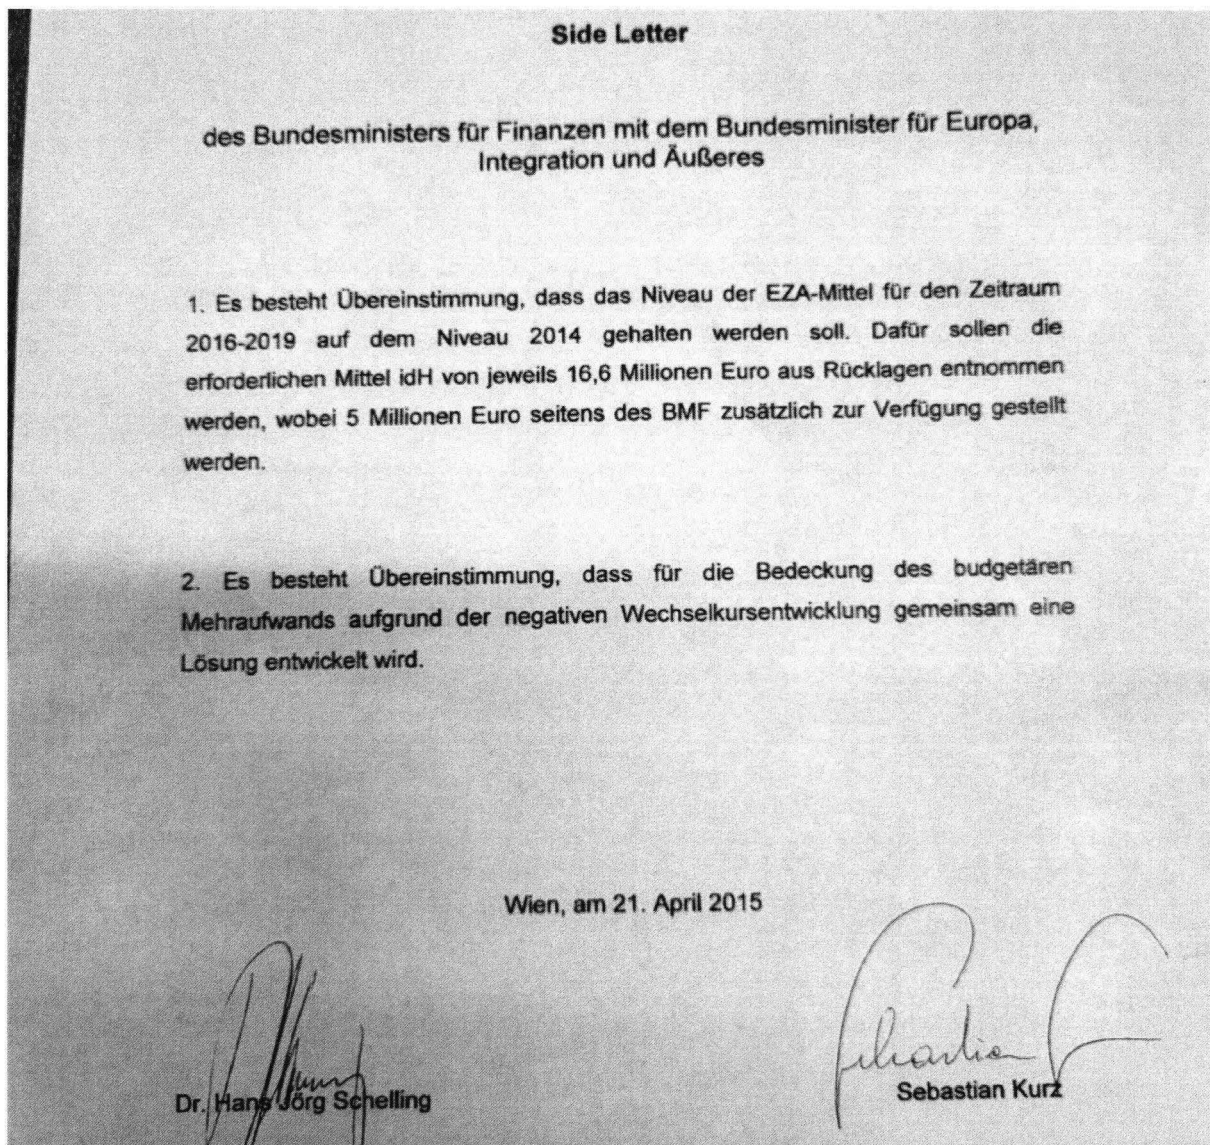 Side Letter
des Bundesministers für Finanzen mit dem Bundesminister für Europa,
Integration und Äußeres
1. Es besteht Übereinstimmung, dass das Niveau der EZA-Mittel für den Zeitraum
2016-2019 auf dem Niveau 2014 gehalten werden soll. Dafür sollen die
erforderlichen Mittel idH von jeweils 16,6 Millionen Euro aus Rücklagen entnommen
werden, wobei 5 Millionen Euro seitens des BMF zusätzlich zur Verfügung gestellt
werden.
2. Es besteht Übereinstimmung, dass für die Bedeckung des budgetären
Mehraufwands aufgrund der negativen Wechselkursentwicklung gemeinsam eine
Lösung entwickelt wird.
Wien, am 21. April 2015
Sebastian
Dr. Hans Jörg Schelling
Sebastian Kurz